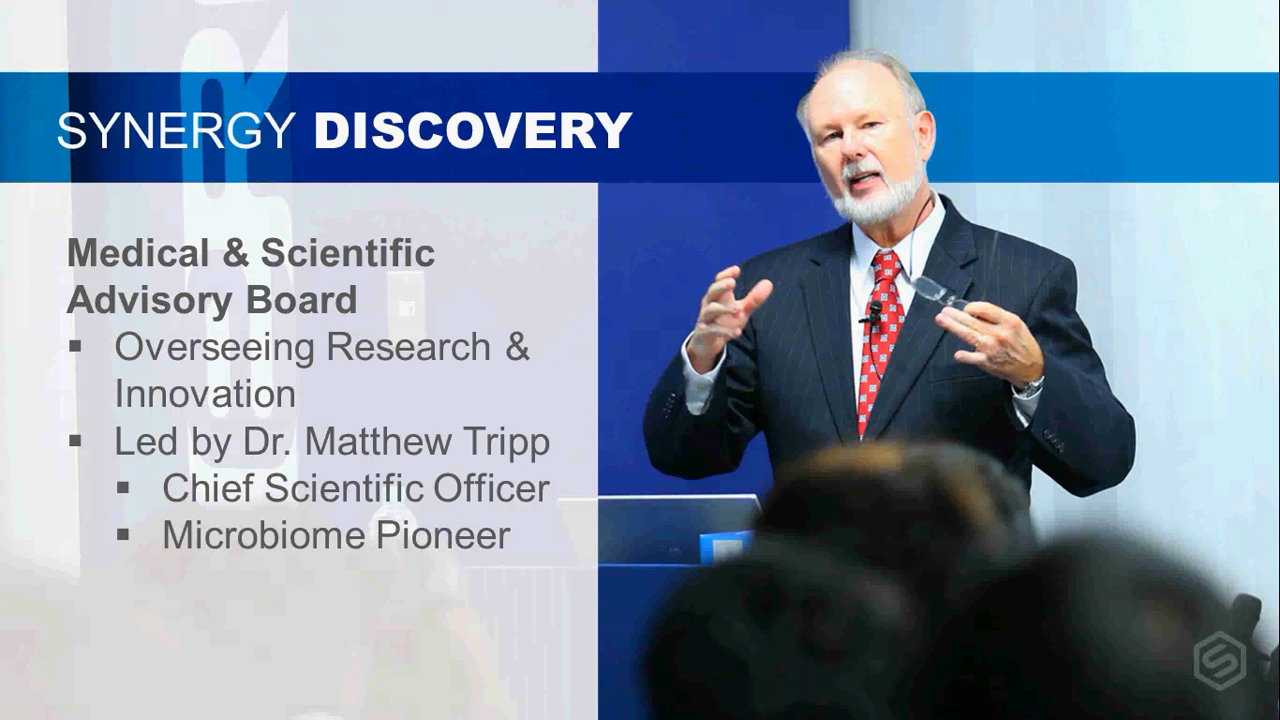 SYNERGY DISCOVERY
Medical & Scientific
Advisory Board
▪ Overseeing Research &
Innovation
▪ Led by Dr. Matthew Tripp
▪ Chief Scientific Officer
▪ Microbiome Pioneer